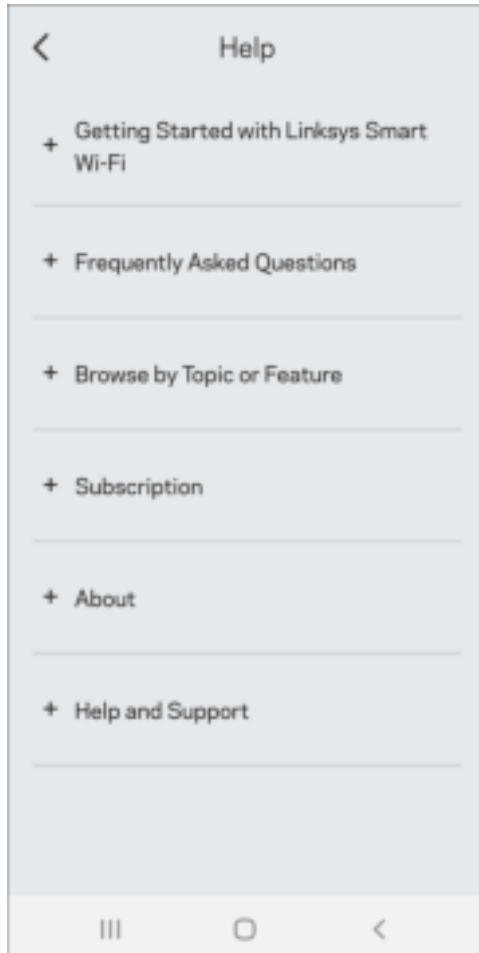 Help
+ Getting Started with Linksys Smart
Wi-Fi
+ Frequently Asked Questions
+ Browse by Topic or Feature
+ Subscription
+ About
+ Help and Support